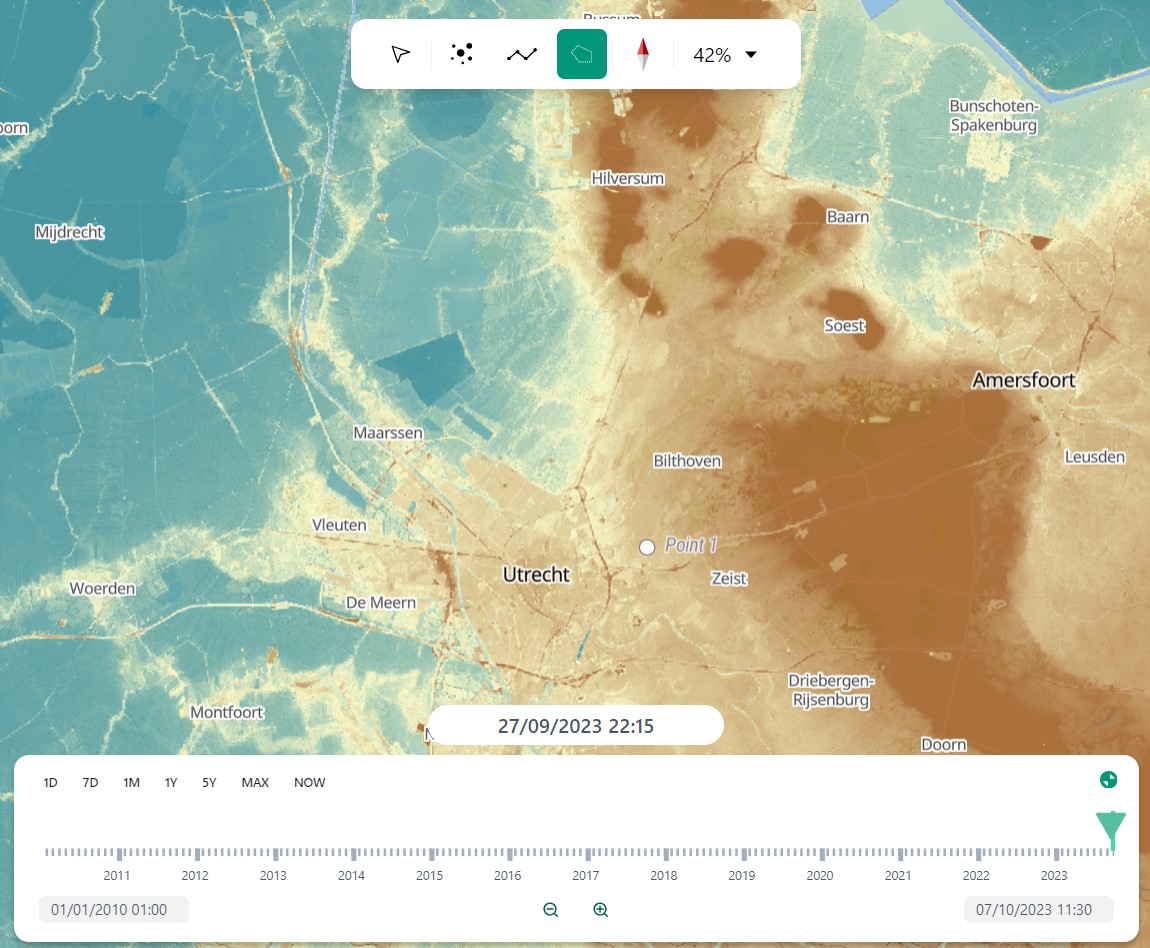 Bussum
42%
Bunschoten-
Spakenburg
oorn
Hilversum
Baarn
Mijdrecht
Soest
Amersfoort
Maarssen
Leusden
Bilthoven
Vleuten
Point 1
Utrecht
Zeist
Woerden
De Meern
Driebergen-
Rijsenburg
Montfoort
27/09/2023 22:15
Doorn
1D 7D 1M 1Y 5Y MAX NOW
2011 2012 2013 2014 2015 2016 2017 2018 2019 2020 2021 2022 2023
01/01/2010 01:00
07/10/2023 11:30